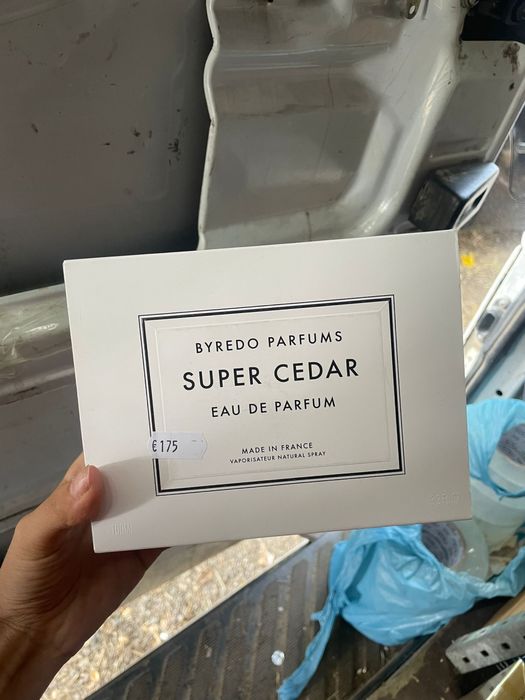 BYREDO PARFUMS
SUPER CEDAR
EAU DE PARFUM
€175
MADE IN FRANCE
VAPORISATEUR NATURAL SPRAY